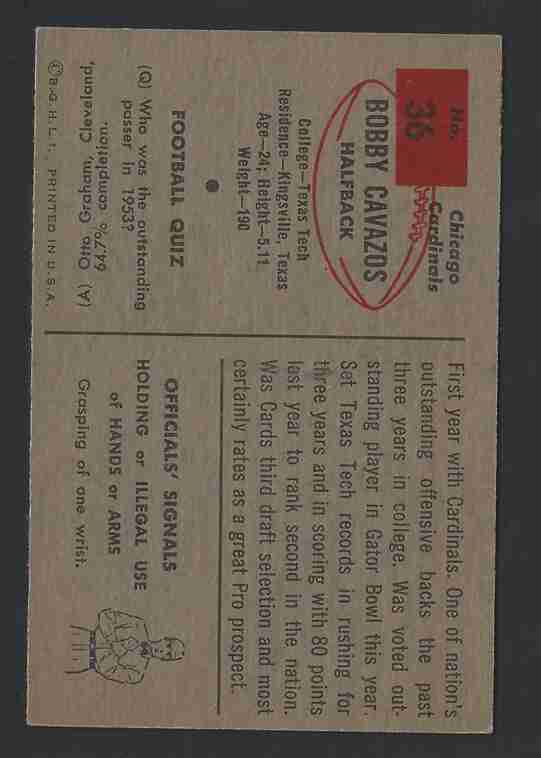 No.
36
Chicago
Cardinals
BOBBY CAVAZOS
HALFBACK
College—Texas Tech
Residence—Kingsville, Texas
Age—24; Height—5.11
Weight—190
FOOTBALL QUIZ
(Q) Who was the outstanding
passer in 1953?
(A) Otto Graham, Cleveland,
64.7% completion.
©B.G.H.L.I. PRINTED IN U.S.A.
First year with Cardinals. One of nation's
outstanding offensive backs the past
three years in college. Was voted out-
standing player in Gator Bowl this year.
Set Texas Tech records in rushing for
three years and in scoring with 80 points
last year to rank second in the nation.
Was Cards third draft selection and most
certainly rates as a great Pro prospect.
OFFICIALS' SIGNALS
HOLDING or ILLEGAL USE
of HANDS or ARMS
Grasping of one wrist.